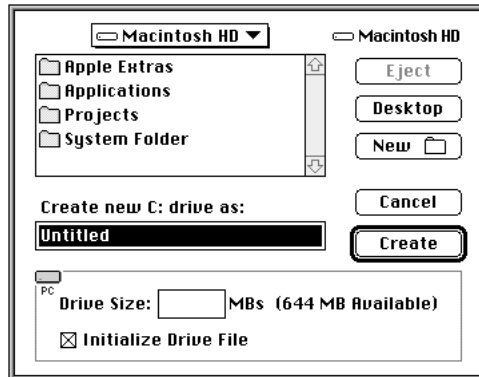 Macintosh HD
Macintosh HD
Apple Extras
Applications
Projects
System Folder
Eject
Desktop
New
Create new C: drive as:
Untitled
Cancel
Create
PC
Drive Size: MBs (644 MB Available)
Initialize Drive File